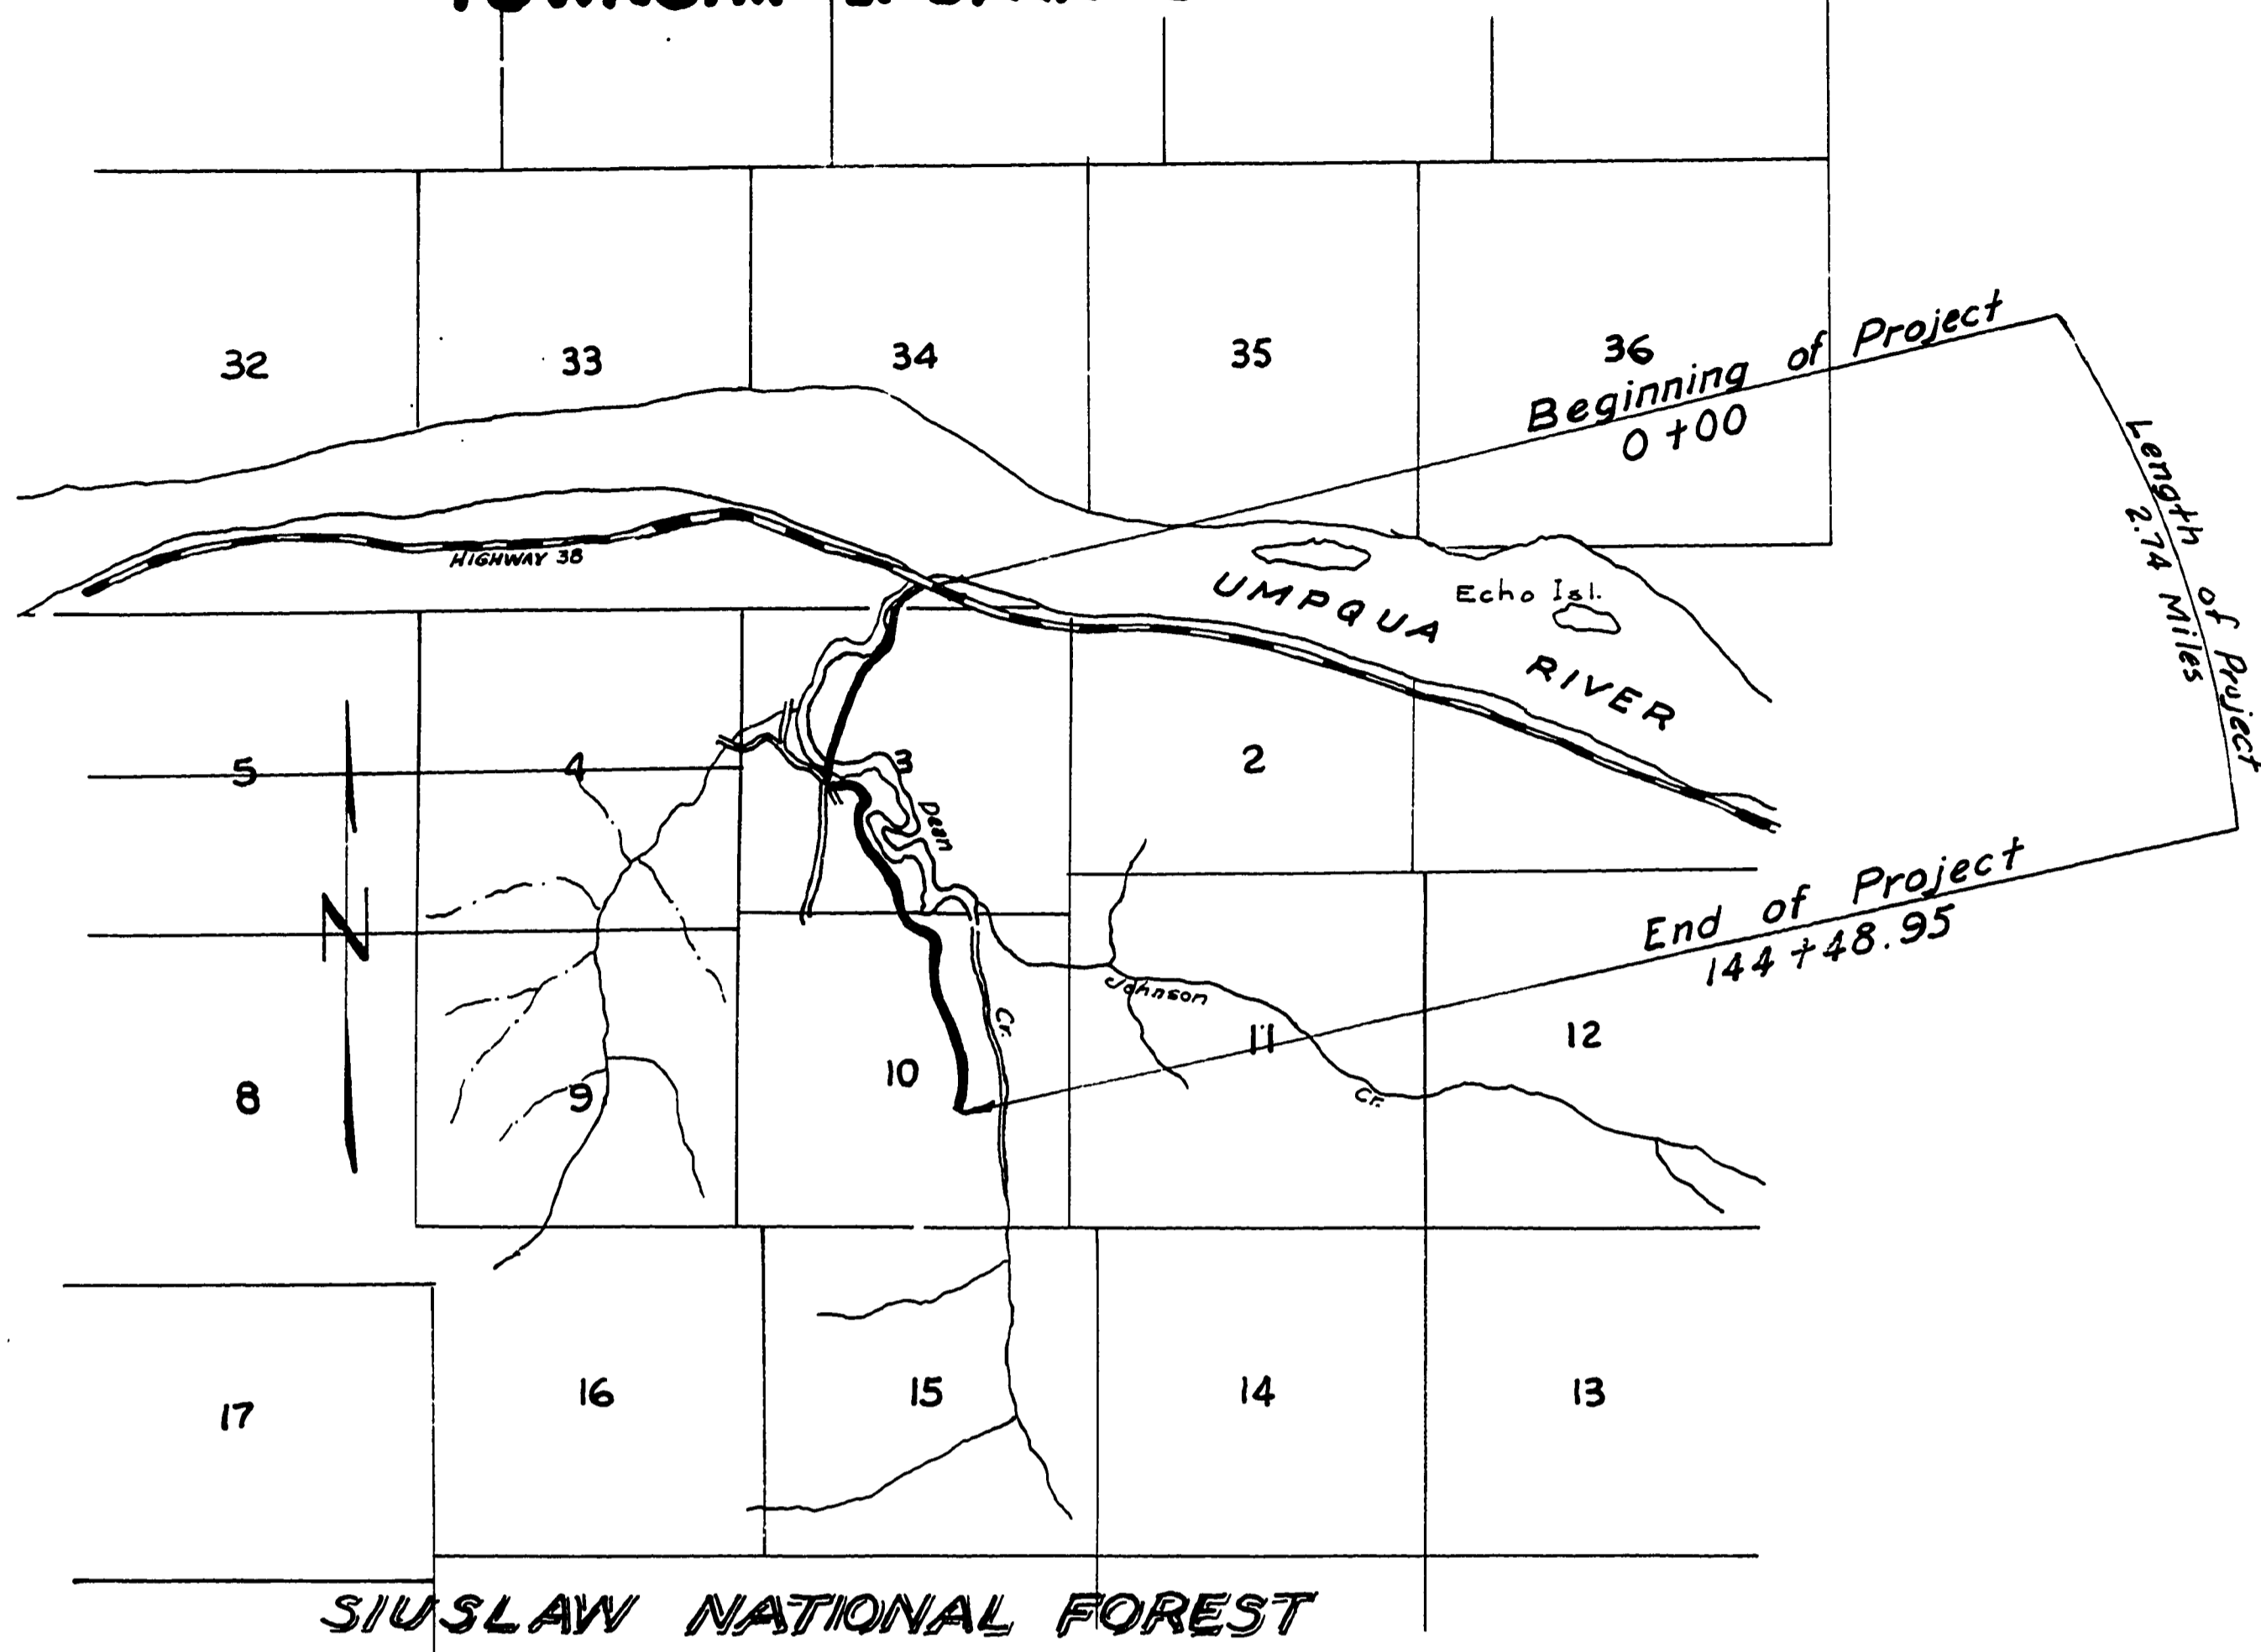 TOWNSHIP
32
33
34
35
36
Beginning of Project
0+00
Length of Project
2.74 Miles
HIGHWAY 38
UMPQUA RIVER
Echo Isl.
5
4
3
2
Dean Cr.
N
End of Project
144+48.95
Johnson Cr.
8
9
10
11
12
17
16
15
14
13
SIUSLAW NATIONAL FOREST